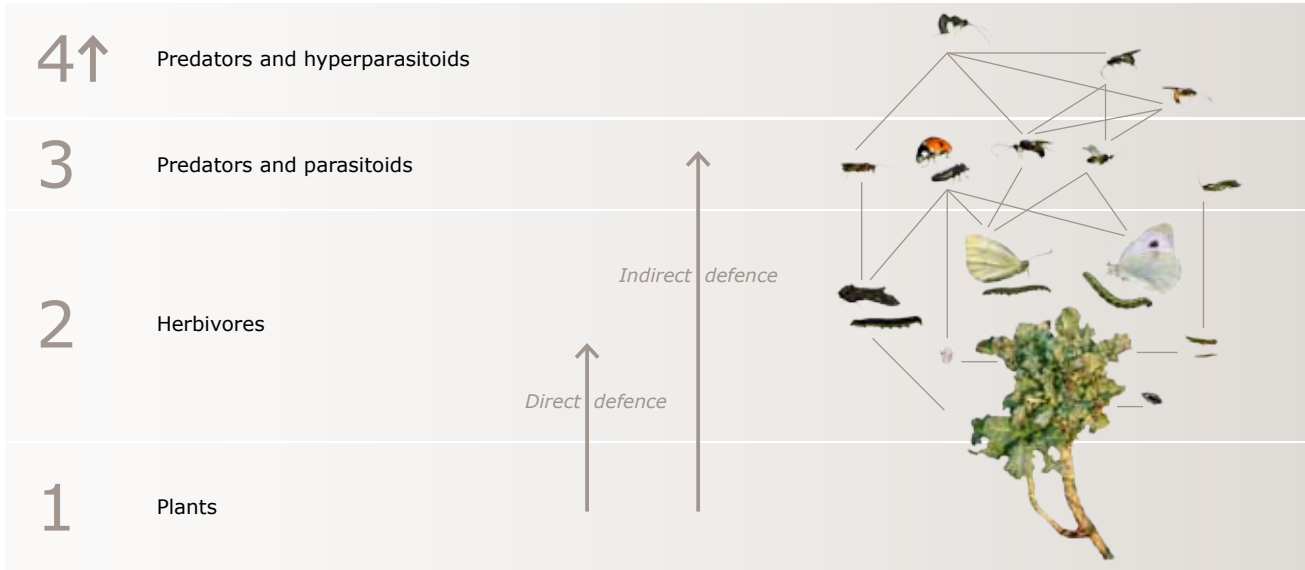 4↑ Predators and hyperparasitoids
3 Predators and parasitoids
Indirect defence
2 Herbivores
Direct defence
1 Plants